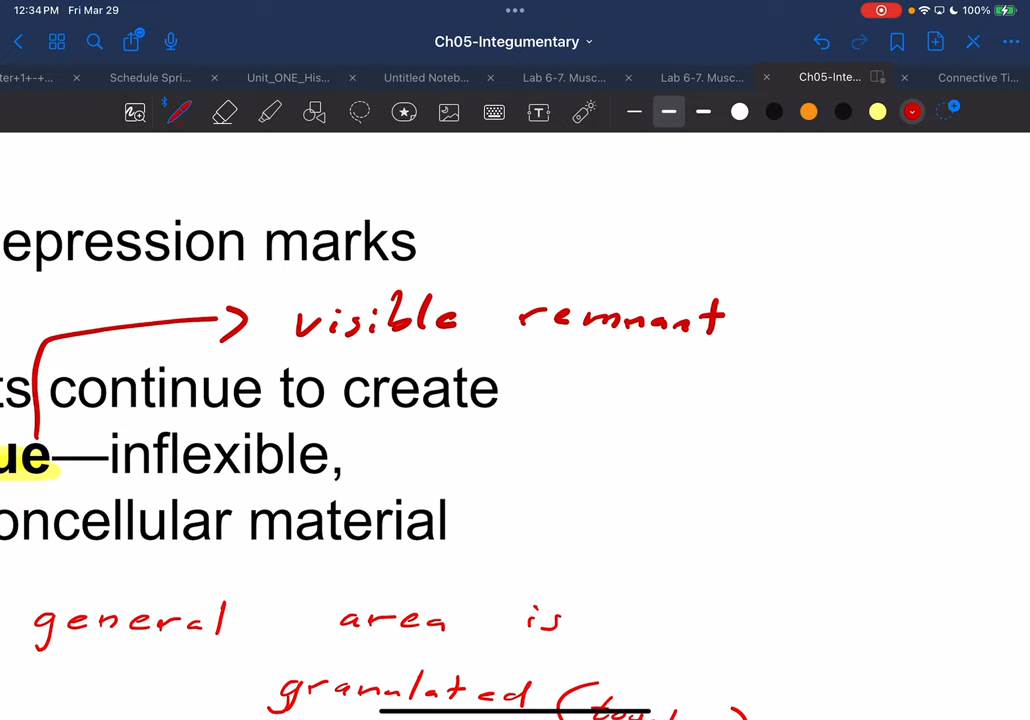 12:34 PM Fri Mar 29
100%
Ch05-Integumentary
ter+1+-+...
Schedule Spri...
Unit_ONE_His...
Untitled Noteb...
Lab 6-7. Musc...
Lab 6-7. Musc...
Ch05-Inte...
Connective Ti...
epression marks
visible remnant
ts continue to create
ue—inflexible,
oncellular material
general area is
granulated (